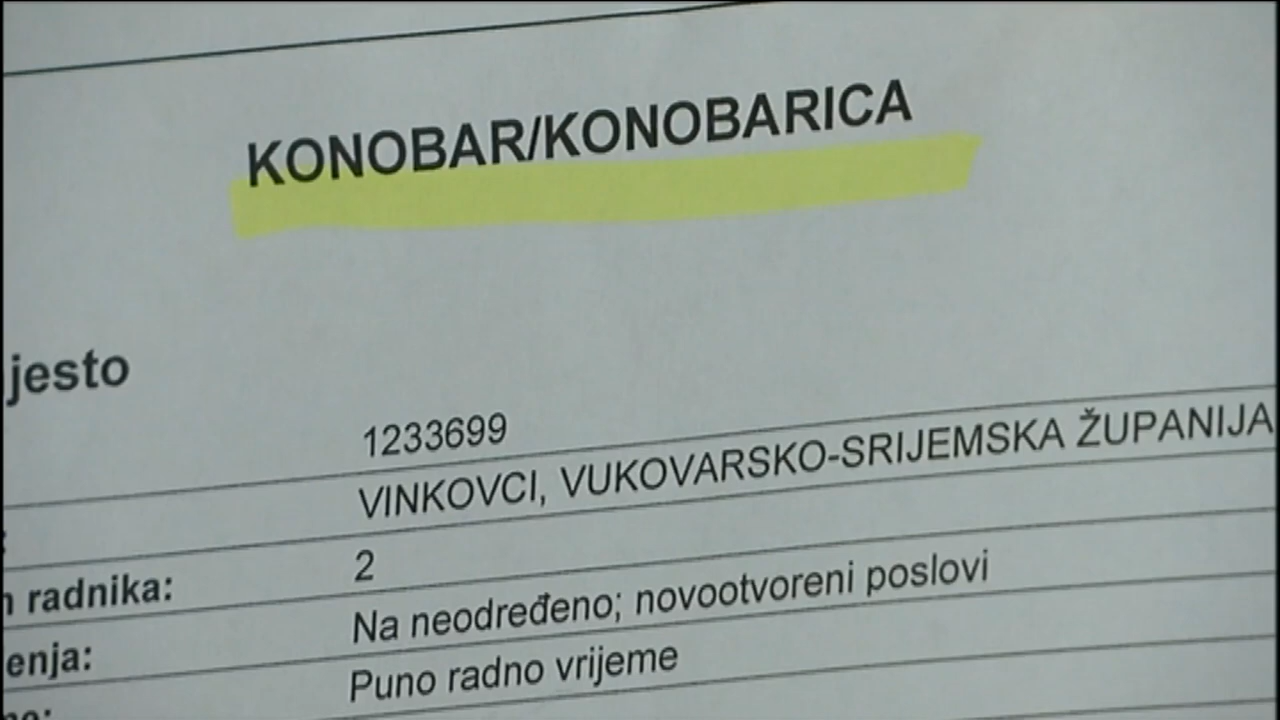 KONOBAR/KONOBARICA
jesto
1233699
VINKOVCI, VUKOVARSKO-SRIJEMSKA ŽUPANIJA
radnika: 2
enja: Na neodređeno; novootvoreni poslovi
Puno radno vrijeme